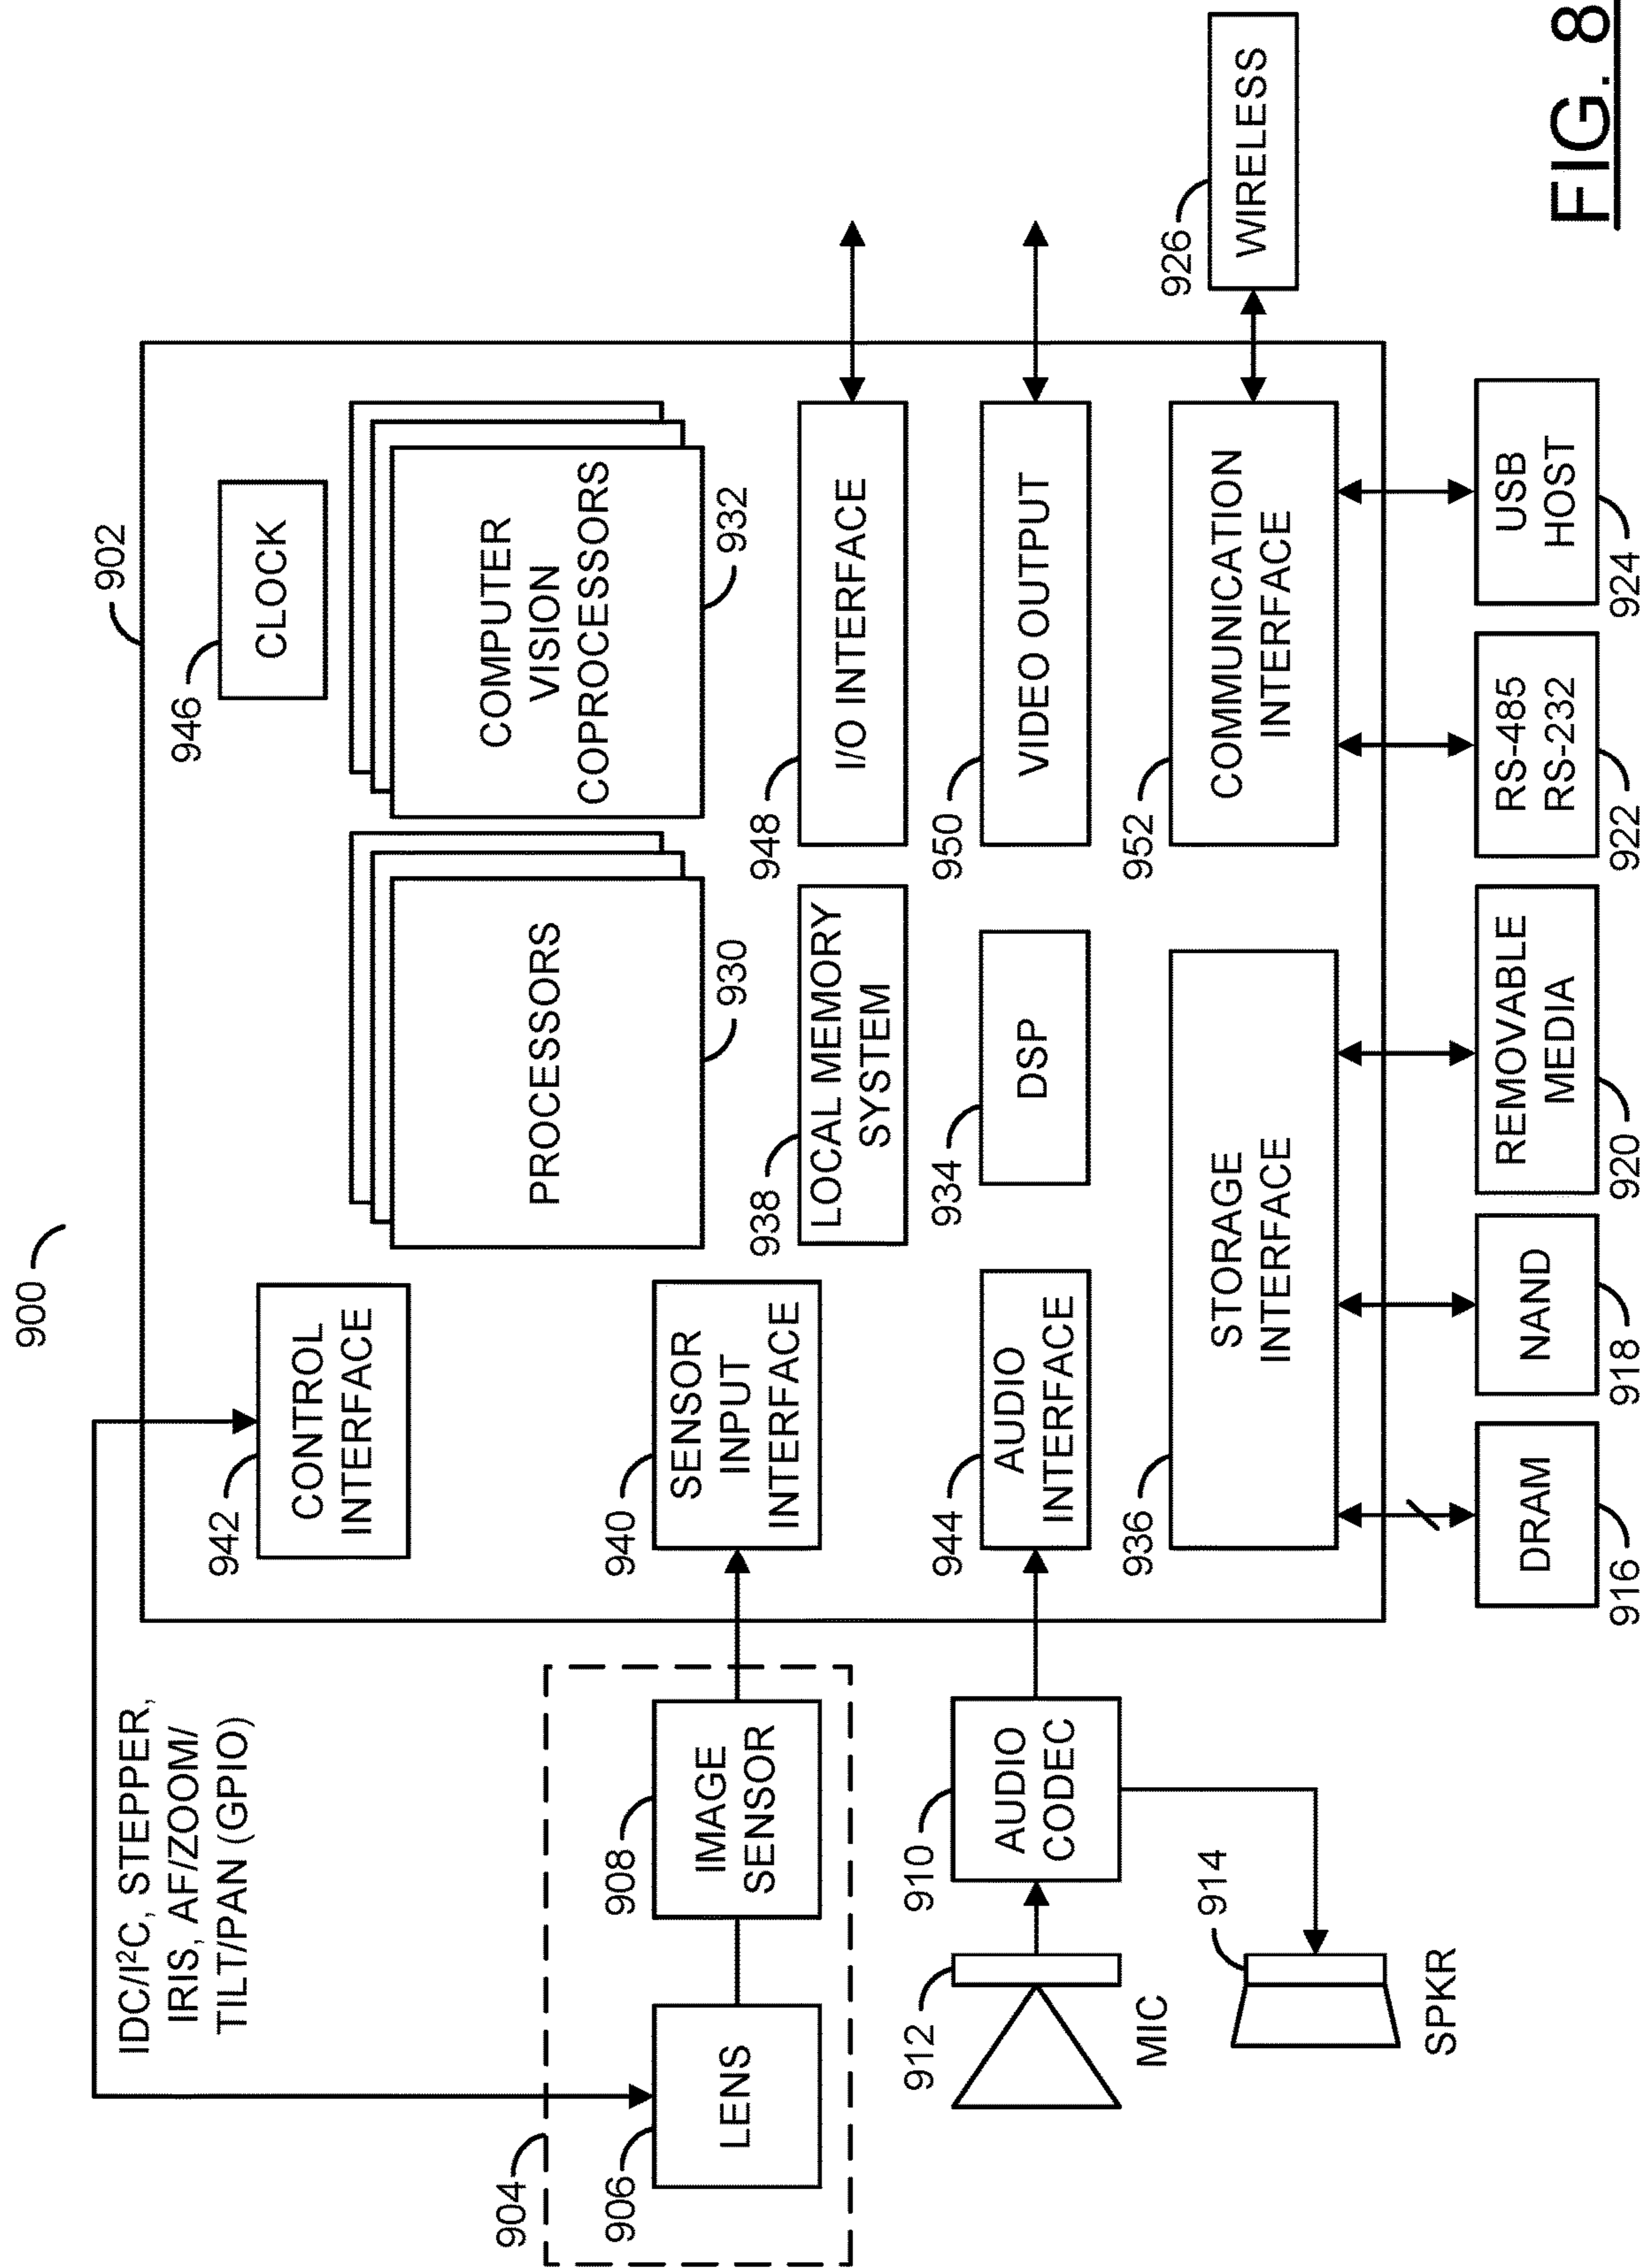 900
902
IDC/I²C, STEPPER,
IRIS, AF/ZOOM/
TILT/PAN (GPIO)
942
CONTROL
INTERFACE
946
CLOCK
PROCESSORS
930
COMPUTER
VISION
COPROCESSORS
932
904
906
LENS
908
IMAGE
SENSOR
940
SENSOR
INPUT
INTERFACE
938
LOCAL MEMORY
SYSTEM
948
I/O INTERFACE
912
MIC
910
AUDIO
CODEC
944
AUDIO
INTERFACE
934
DSP
950
VIDEO OUTPUT
914
SPKR
936
STORAGE
INTERFACE
952
COMMUNICATION
INTERFACE
926
WIRELESS
DRAM
916
NAND
918
REMOVABLE
MEDIA
920
RS-485
RS-232
922
USB
HOST
924
FIG. 8